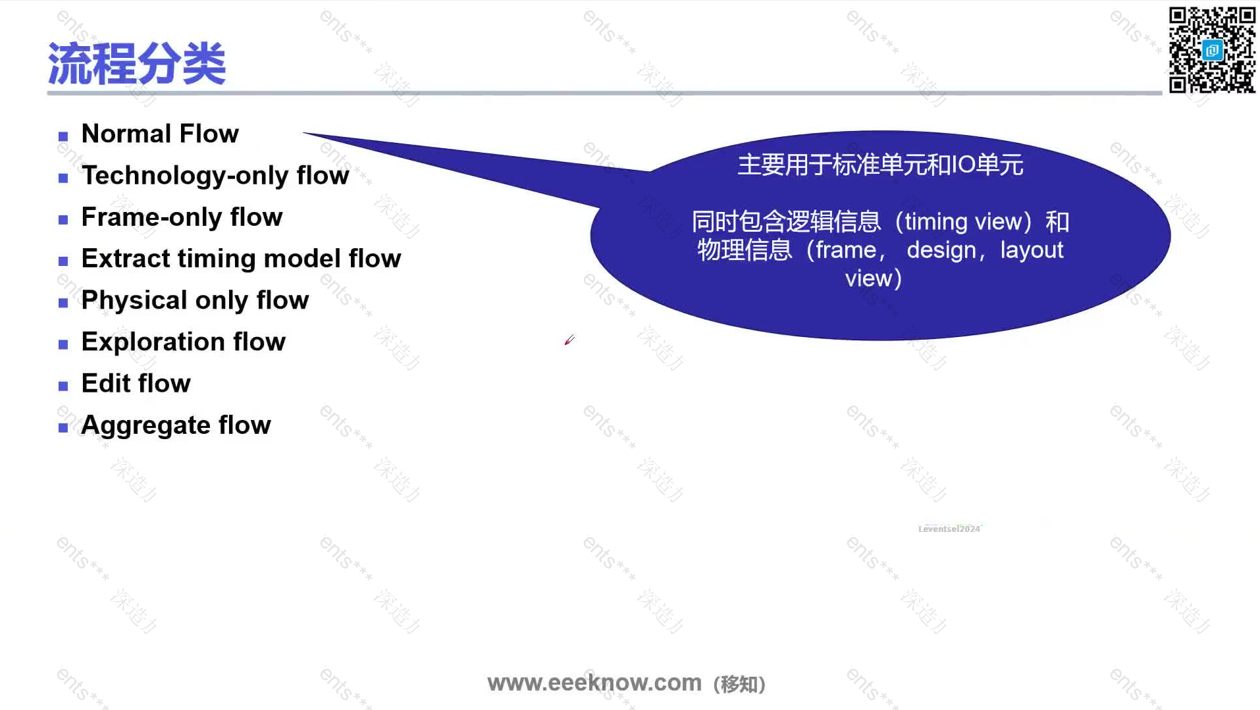 流程分类
Normal Flow
Technology-only flow
Frame-only flow
Extract timing model flow
Physical only flow
Exploration flow
Edit flow
Aggregate flow
主要用于标准单元和IO单元
同时包含逻辑信息（timing view）和
物理信息（frame， design，layout
view）
Leventsel2024
www.eeeknow.com（移知）
ents***
深造力